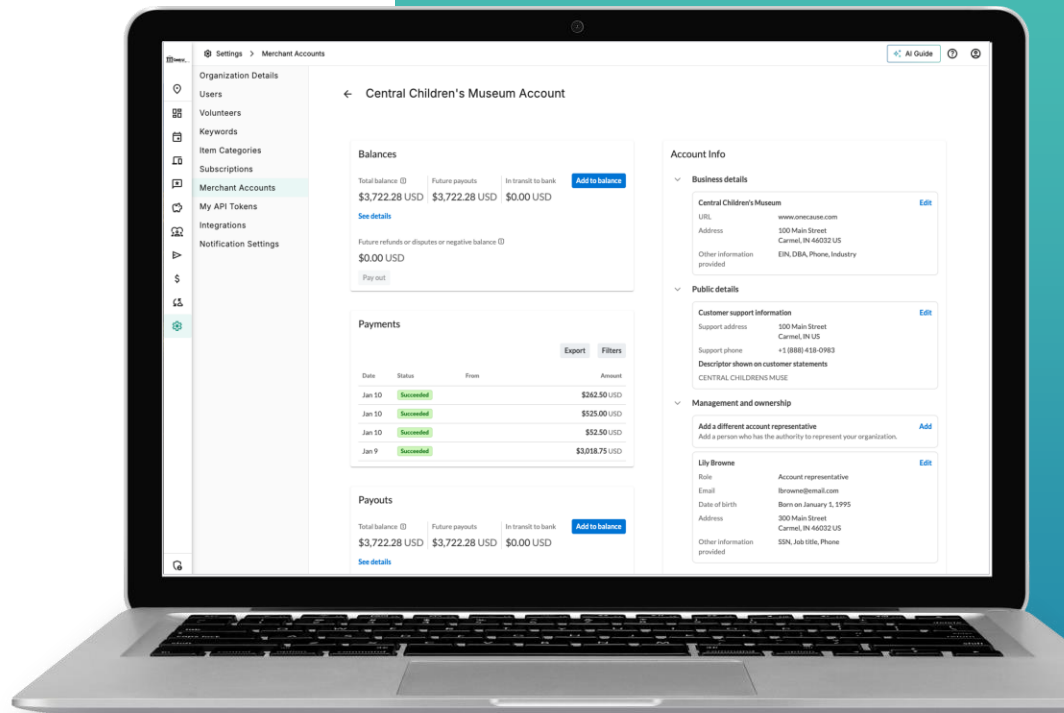 Settings > Merchant Accounts
AI Guide
Organization Details
Users
Volunteers
Keywords
Item Categories
Subscriptions
Merchant Accounts
My API Tokens
Integrations
Notification Settings
← Central Children's Museum Account
Balances
Total balance Future payouts In transit to bank Add to balance
$3,722.28 USD $3,722.28 USD $0.00 USD
See details
Future refunds or disputes or negative balance
$0.00 USD
Pay out
Payments
Export Filters
Date Status From Amount
Jan 10 Succeeded $262.50 USD
Jan 10 Succeeded $525.00 USD
Jan 10 Succeeded $52.50 USD
Jan 9 Succeeded $3,018.75 USD
Payouts
Total balance Future payouts In transit to bank Add to balance
$3,722.28 USD $3,722.28 USD $0.00 USD
See details
Account Info
Business details
Central Children's Museum Edit
URL www.onecause.com
Address 100 Main Street
Carmel, IN 46032 US
Other information EIN, DBA, Phone, Industry
provided
Public details
Customer support information Edit
Support address 100 Main Street
Carmel, IN US
Support phone +1 (888) 418-0983
Descriptor shown on customer statements
CENTRAL CHILDRENS MUSE
Management and ownership
Add a different account representative Add
Add a person who has the authority to represent your organization.
Lily Browne Edit
Role Account representative
Email lbrowne@email.com
Date of birth Born on January 1, 1995
Address 300 Main Street
Carmel, IN 46032 US
Other information SSN, Job title, Phone
provided